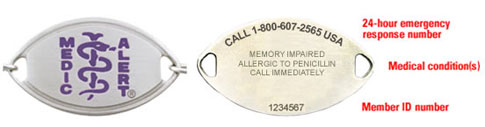 MEDIC ALERT®
CALL 1-800-607-2565 USA
MEMORY IMPAIRED
ALLERGIC TO PENICILLIN
CALL IMMEDIATELY
1234567
24-hour emergency
response number
Medical condition(s)
Member ID number